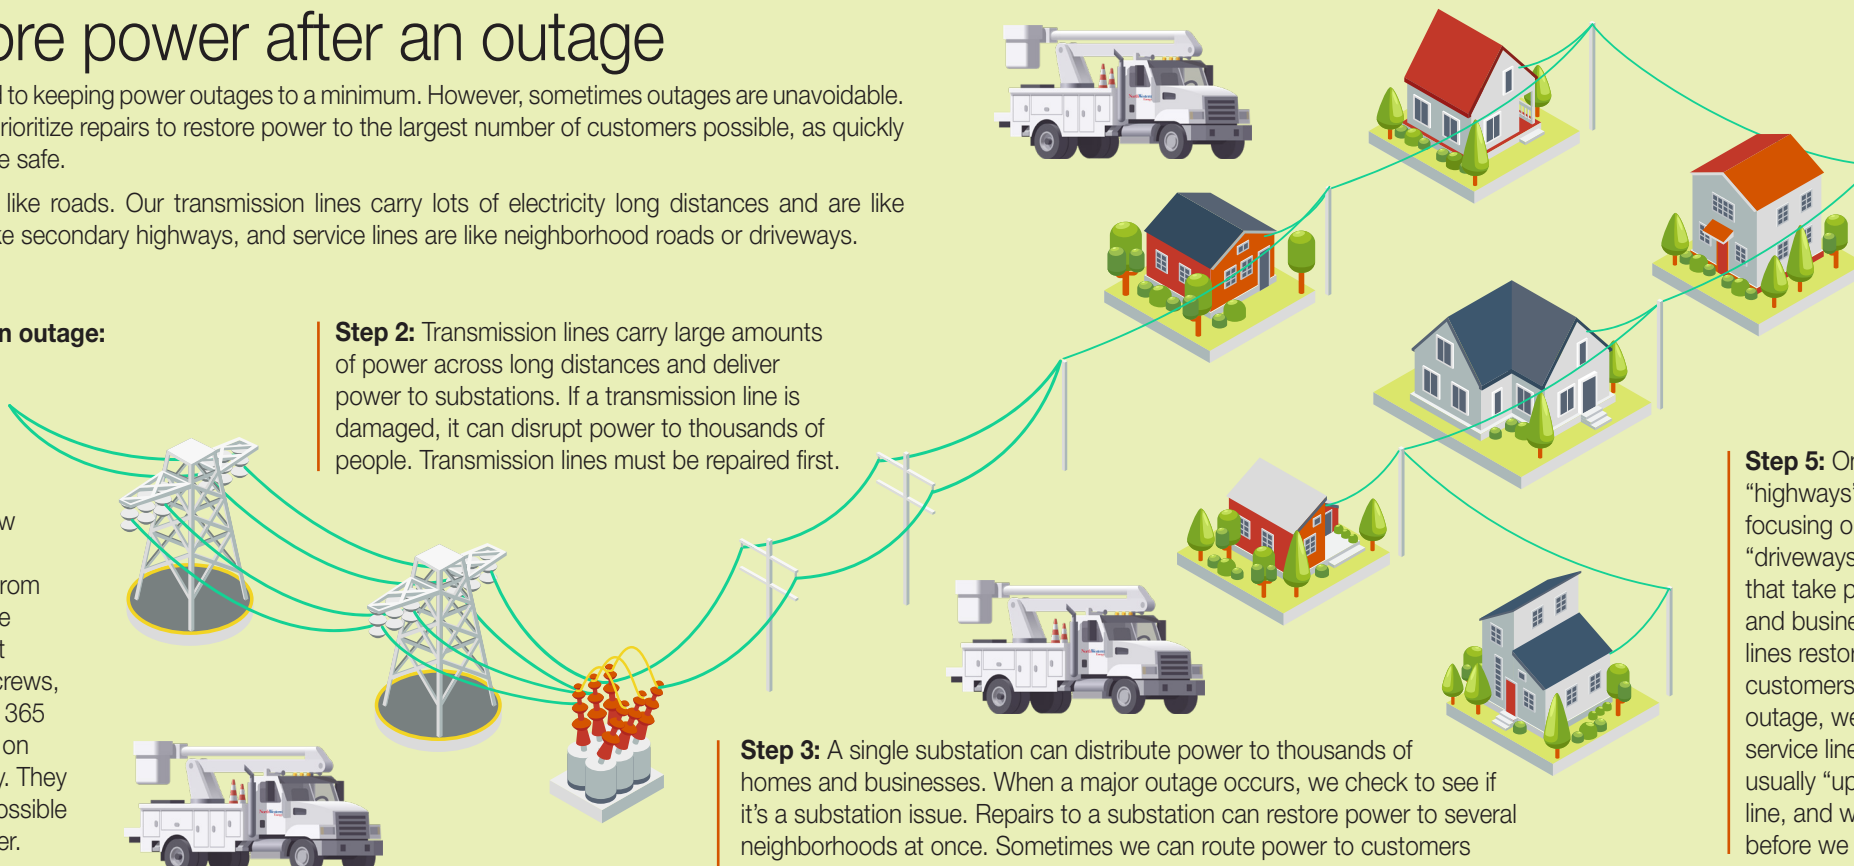 ore power after an outage
to keeping power outages to a minimum. However, sometimes outages are unavoidable.
rioritize repairs to restore power to the largest number of customers possible, as quickly
e safe.
like roads. Our transmission lines carry lots of electricity long distances and are like
ke secondary highways, and service lines are like neighborhood roads or driveways.
n outage:
w
rom
e
t
crews,
365
on
y. They
ossible
er.
Step 2: Transmission lines carry large amounts
of power across long distances and deliver
power to substations. If a transmission line is
damaged, it can disrupt power to thousands of
people. Transmission lines must be repaired first.
Step 3: A single substation can distribute power to thousands of
homes and businesses. When a major outage occurs, we check to see if
it’s a substation issue. Repairs to a substation can restore power to several
neighborhoods at once. Sometimes we can route power to customers
Step 5: Or
“highways”
focusing o
“driveways
that take p
and busine
lines restor
customers
outage, we
service line
usually “up
line, and w
before we